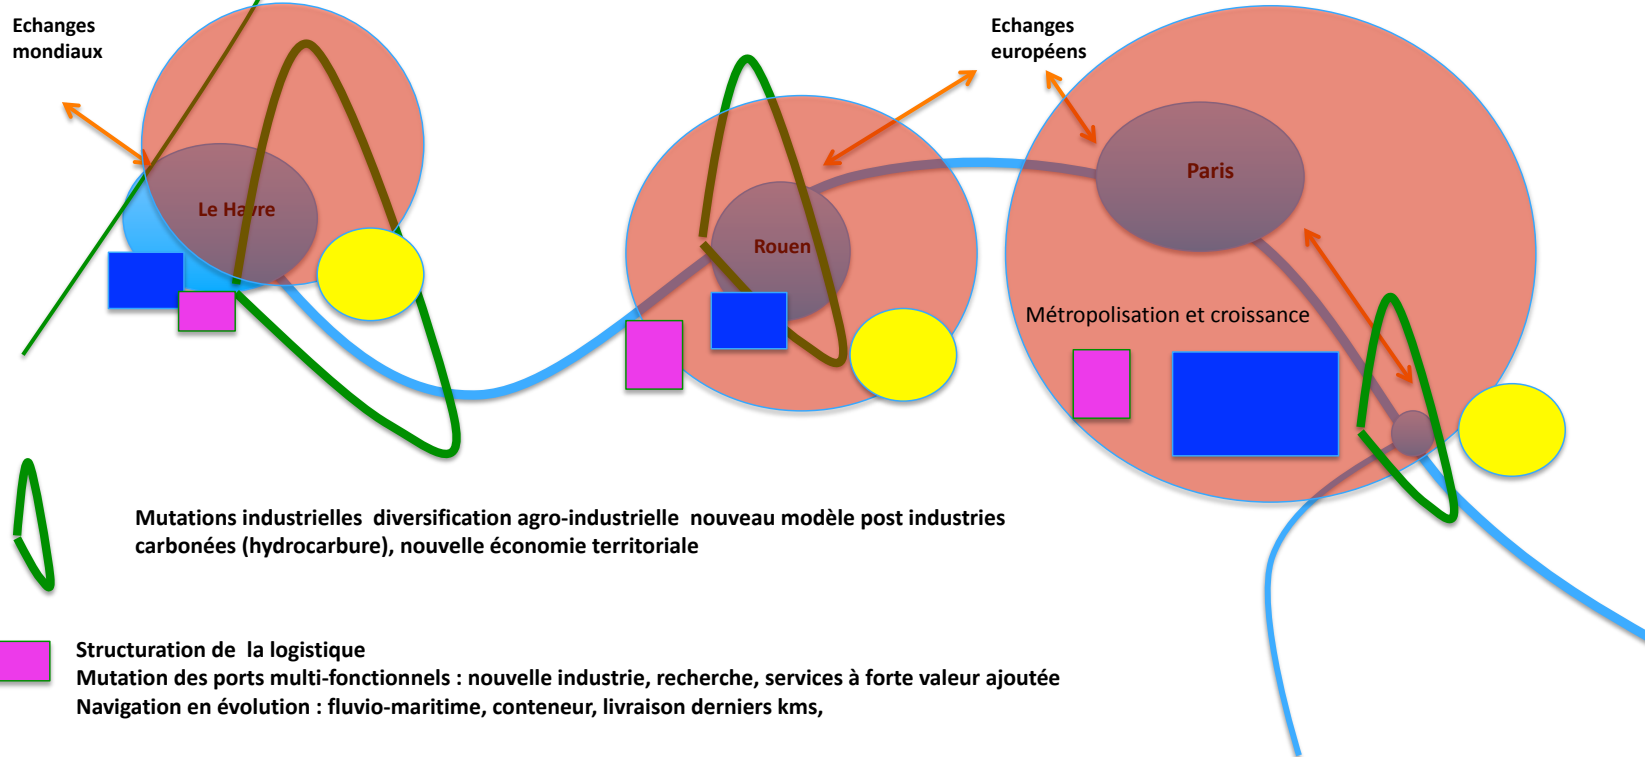 Echanges
mondiaux
Echanges
européens
Le Havre
Rouen
Paris
Métropolisation et croissance
Mutations industrielles  diversification agro-industrielle  nouveau modèle post industries
carbonées (hydrocarbure), nouvelle économie territoriale
Structuration de  la logistique
Mutation des ports multi-fonctionnels : nouvelle industrie, recherche, services à forte valeur ajoutée
Navigation en évolution : fluvio-maritime, conteneur, livraison derniers kms,